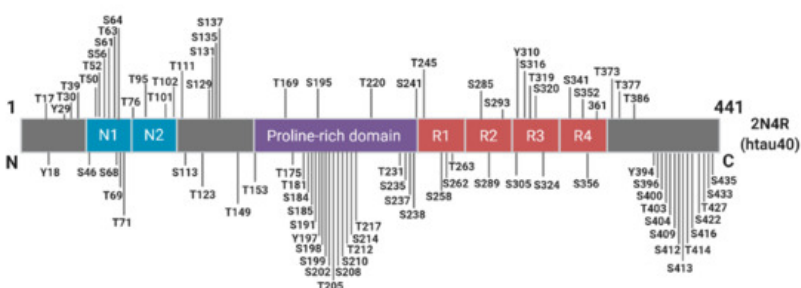 S64
T63
S61
S56
T52
T50
T39
T30
Y29
T17
T76
T95
T102
T101
T111
S137
S135
S131
S129
T169
S195
T220
S241
T245
S285
S293
Y310
S316
T319
S320
S341
S352
361
T373
T377
T386
1
441
N1
N2
Proline-rich domain
R1
R2
R3
R4
2N4R
(htau40)
N
C
Y18
S46
S68
T69
T71
S113
T123
T149
T153
T175
T181
S184
S185
S191
Y197
S198
S199
S202
T205
S208
S210
T212
S214
T217
T231
S235
S237
S238
S258
S262
T263
S289
S305
S324
S356
Y394
S396
S400
T403
S404
S409
S412
S413
T414
S416
S422
T427
S433
S435